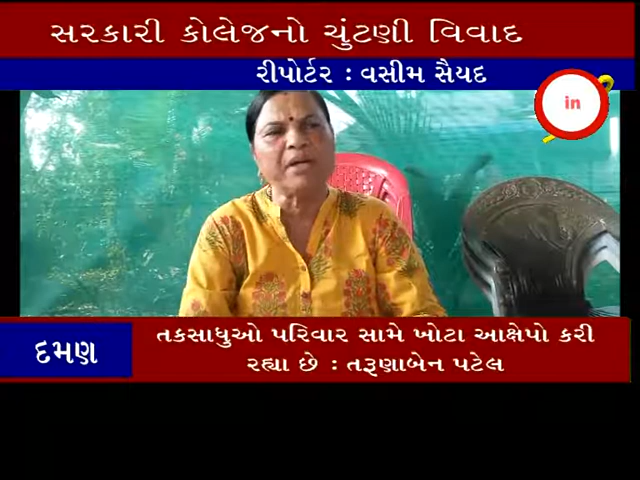 સરકારી કોલેજનો ચુંટણી વિવાદ
રીપોર્ટર : વસીમ સૈયદ
in
દમણ
તકસાધુઓ પરિવાર સામે ખોટા આક્ષેપો કરી
રહ્યા છે : તરૂણાબેન પટેલ